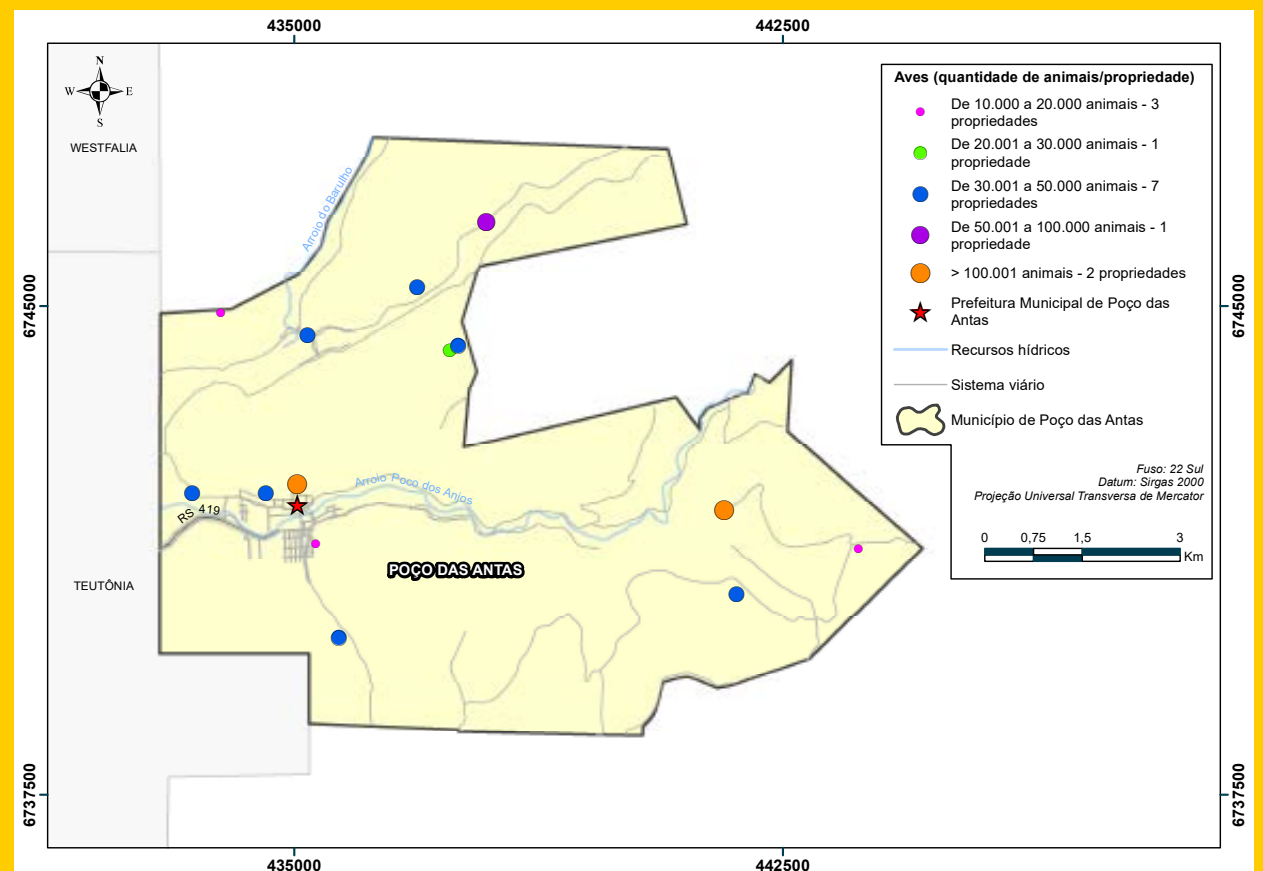 435000
442500
N
W
E
S
WESTFALIA
Aves (quantidade de animais/propriedade)
De 10.000 a 20.000 animais - 3
propriedades
De 20.001 a 30.000 animais - 1
propriedade
De 30.001 a 50.000 animais - 7
propriedades
De 50.001 a 100.000 animais - 1
propriedade
> 100.001 animais - 2 propriedades
Prefeitura Municipal de Poço das
Antas
Recursos hídricos
Sistema viário
Município de Poço das Antas
Arroio do Barulho
6745000
6745000
Fuso: 22 Sul
Datum: Sirgas 2000
Projeção Universal Transversa de Mercator
0 0,75 1,5 3
Km
Arroio Poco dos Anjos
RS 419
POÇO DAS ANTAS
TEUTÔNIA
6737500
6737500
435000
442500